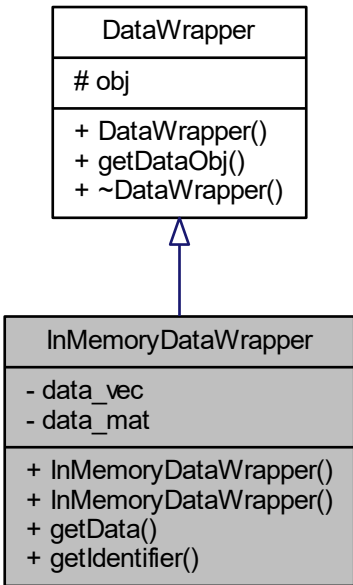 DataWrapper
# obj
+ DataWrapper()
+ getDataObj()
+ ~DataWrapper()
InMemoryDataWrapper
- data_vec
- data_mat
+ InMemoryDataWrapper()
+ InMemoryDataWrapper()
+ getData()
+ getIdentifier()